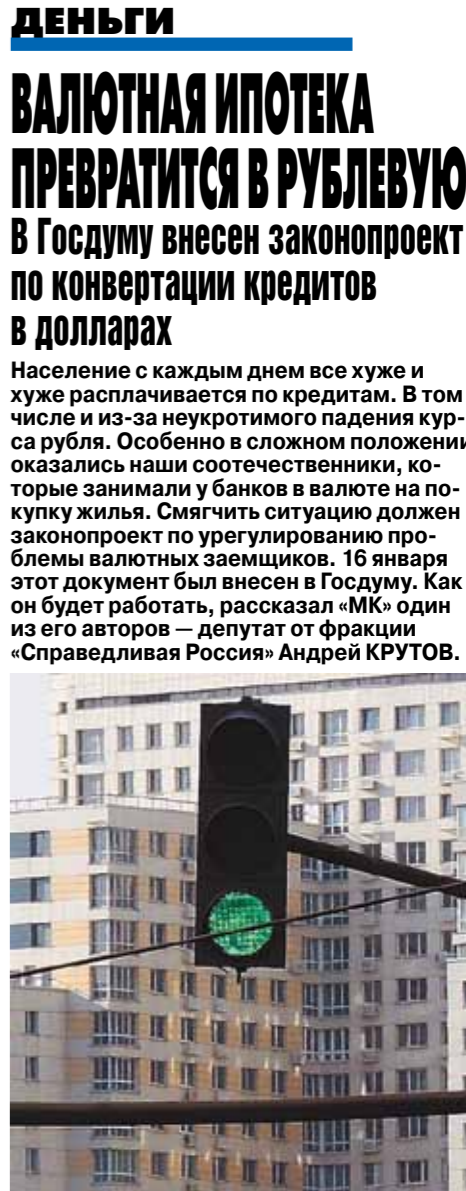 ДЕНЬГИ
ВАЛЮТНАЯ ИПОТЕКА
ПРЕВРАТИТСЯ В РУБЛЕВУЮ
В Госдуму внесен законопроект
по конвертации кредитов
в долларах
Население с каждым днем все хуже и
хуже расплачивается по кредитам. В том
числе и из-за неукротимого падения кур-
са рубля. Особенно в сложном положении
оказались наши соотечественники, ко-
торые занимали у банков в валюте на по-
купку жилья. Смягчить ситуацию должен
законопроект по урегулированию про-
блемы валютных заемщиков. 16 января
этот документ был внесен в Госдуму. Как
он будет работать, рассказал «МК» один
из его авторов — депутат от фракции
«Справедливая Россия» Андрей КРУТОВ.